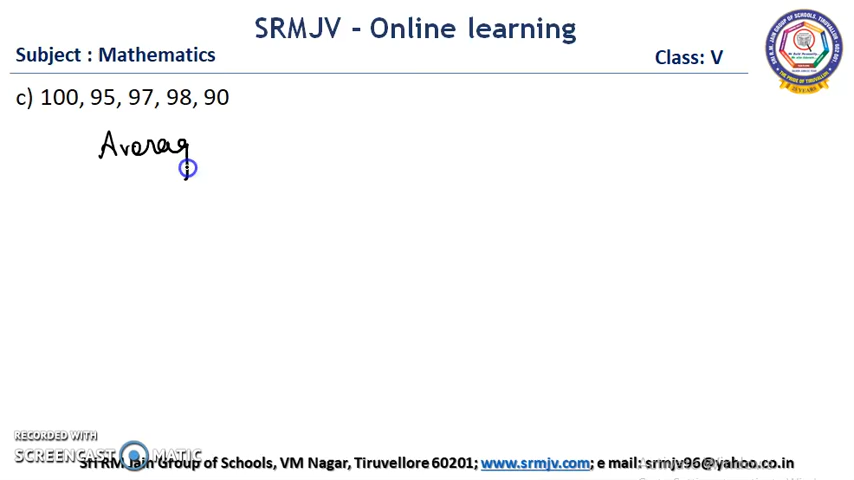 SRMJV - Online learning
Subject : Mathematics
Class: V
c) 100, 95, 97, 98, 90
Averag
RECORDED WITH
SCREENCAST MATIC
Sri RM Jain Group of Schools, VM Nagar, Tiruvellore 60201; www.srmjv.com; e mail: srmjv96@yahoo.co.in